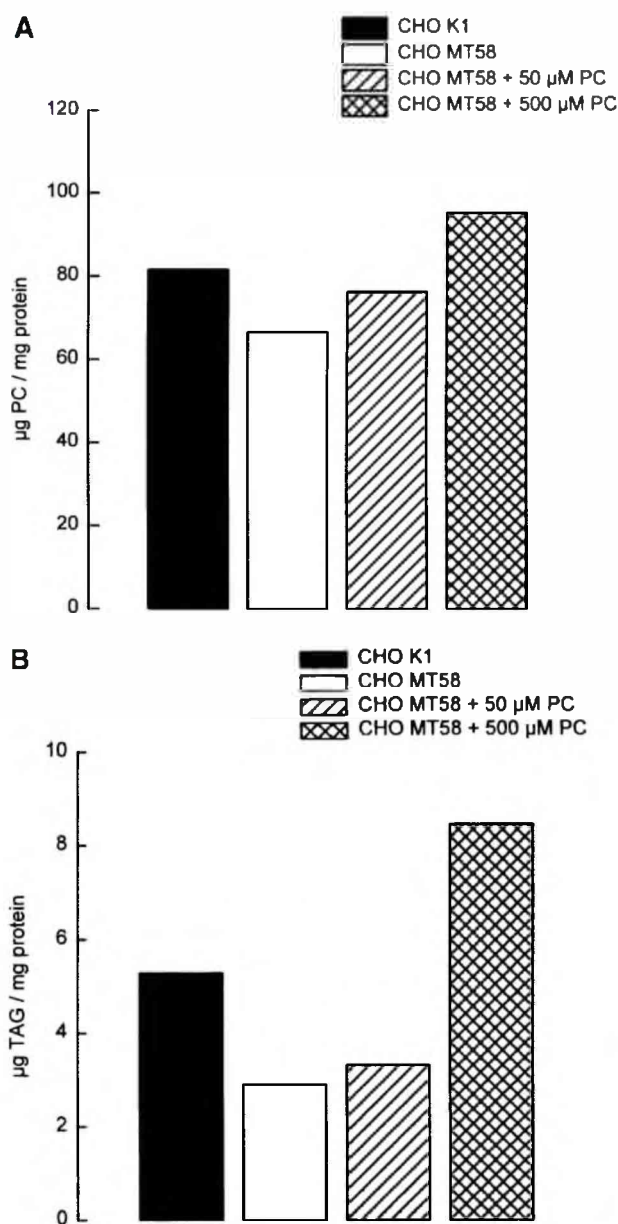 A
CHO K1
CHO MT58
CHO MT58 + 50 µM PC
CHO MT58 + 500 µM PC
120
100
80
60
40
20
0
µg PC / mg protein
B
CHO K1
CHO MT58
CHO MT58 + 50 µM PC
CHO MT58 + 500 µM PC
10
8
6
4
2
0
µg TAG / mg protein